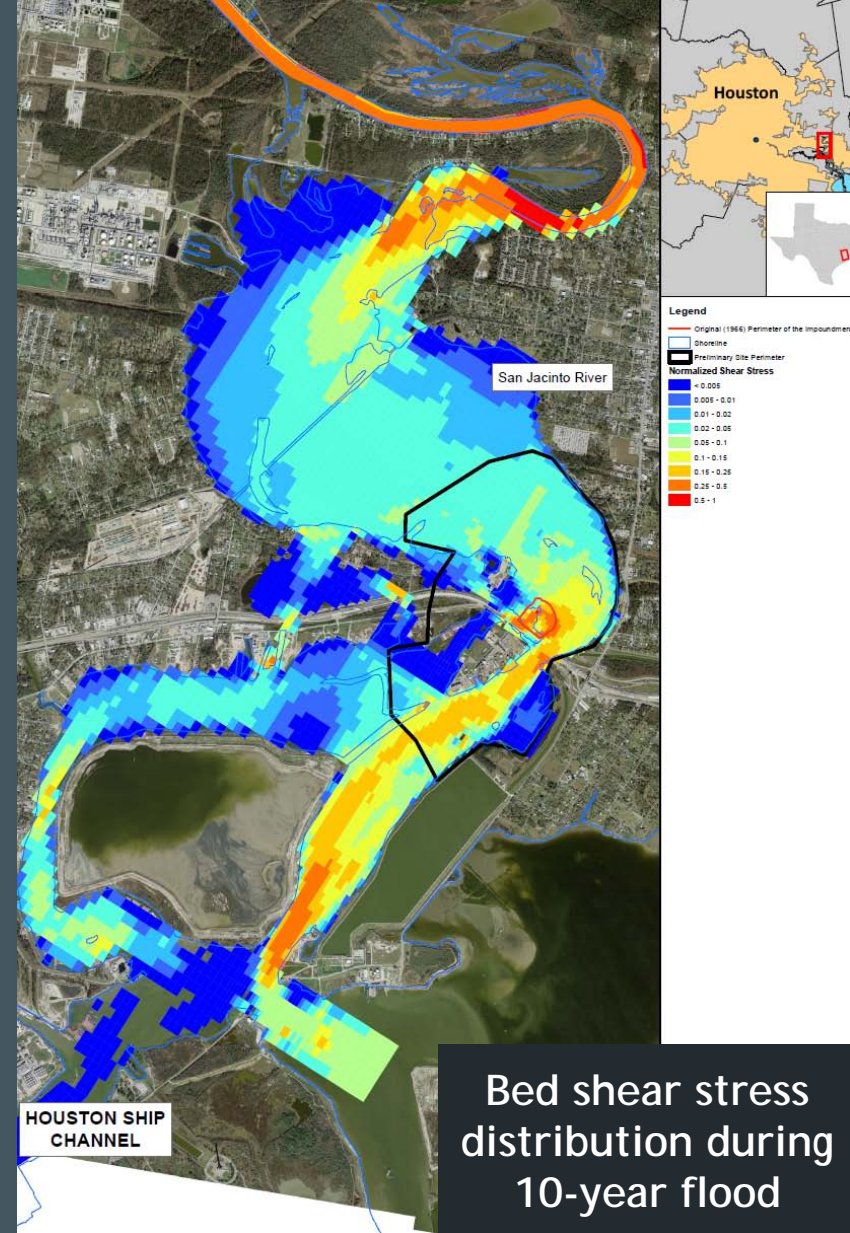 Houston
Legend
Original (1966) Perimeter of the Impoundment
Shoreline
Preliminary Site Perimeter
Normalized Shear Stress
< 0.005
0.005 - 0.01
0.01 - 0.02
0.02 - 0.05
0.05 - 0.1
0.1 - 0.15
0.15 - 0.25
0.25 - 0.5
0.5 - 1
San Jacinto River
HOUSTON SHIP
CHANNEL
Bed shear stress
distribution during
10-year flood